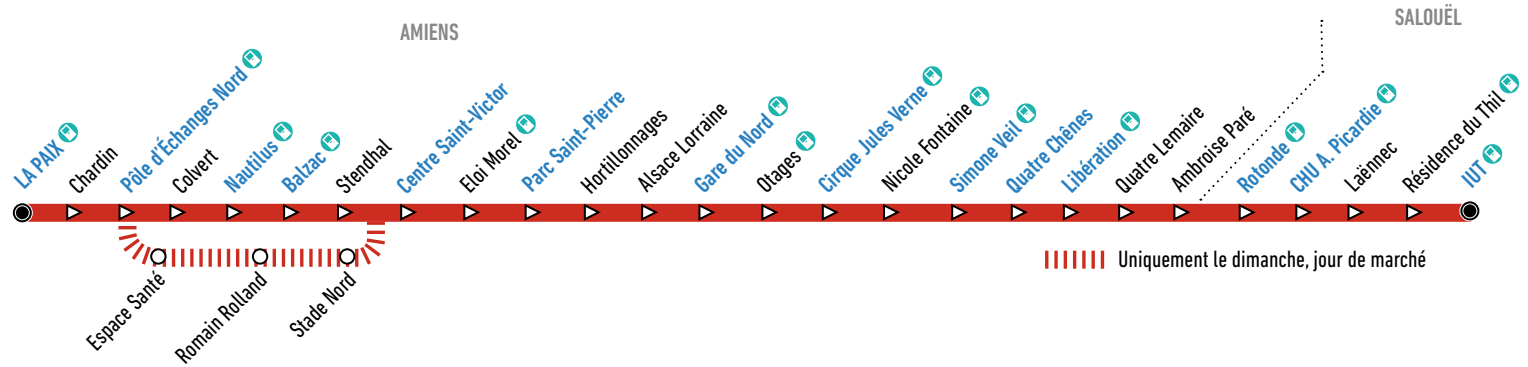 AMIENS
SALOUËL
LA PAIX
Chardin
Pôle d'Échanges Nord
Colvert
Nautilus
Balzac
Stendhal
Centre Saint-Victor
Eloi Morel
Parc Saint-Pierre
Hortillonnages
Alsace Lorraine
Gare du Nord
Otages
Cirque Jules Verne
Nicole Fontaine
Simone Veil
Quatre Chênes
Libération
Quatre Lemaire
Ambroise Paré
Rotonde
CHU A. Picardie
Laënnec
Résidence du Thil
IUT
Espace Santé
Romain Rolland
Stade Nord
Uniquement le dimanche, jour de marché